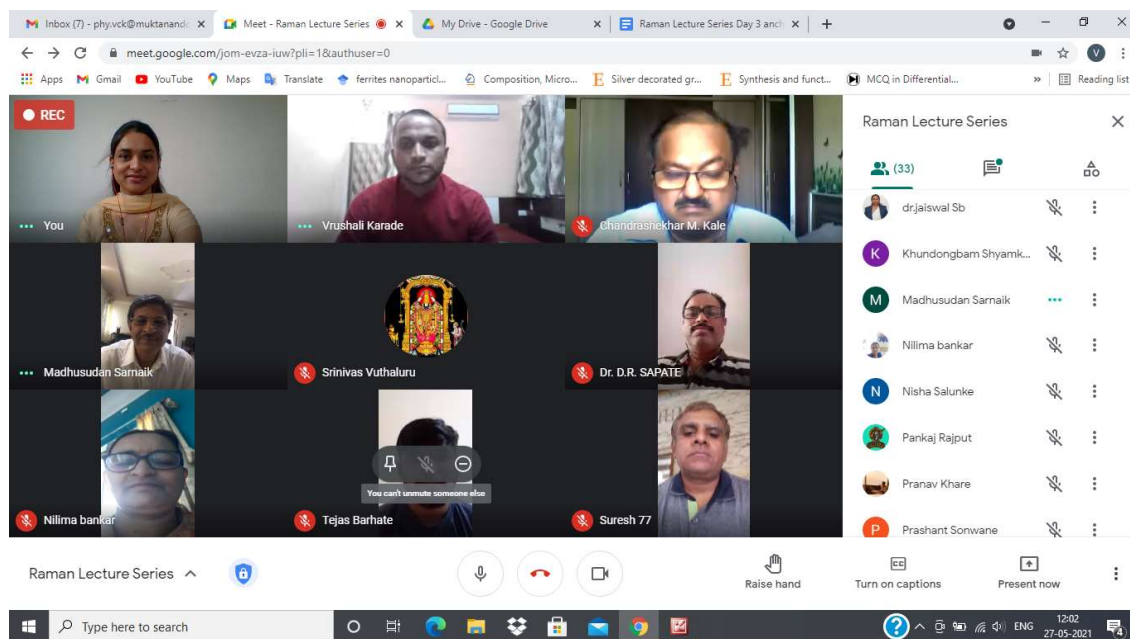 Inbox (7) - phy.vck@muktanand
Meet - Raman Lecture Series
My Drive - Google Drive
Raman Lecture Series Day 3 anch
meet.google.com/jom-evza-iuw?pli=1&authuser=0
V
Apps
Gmail
YouTube
Maps
Translate
ferrites nanoparticl...
Composition, Micro...
Silver decorated gr...
Synthesis and funct...
MCQ in Differential...
»
Reading list
REC
You
Vrushali Karade
Chandrashekhar M. Kale
Madhusudan Sarnaik
Srinivas Vuthaluru
Dr. D.R. SAPATE
You can't unmute someone else
Nilima bankar
Tejas Barhate
Suresh 77
Raman Lecture Series
(33)
dr.jaiswal Sb
K
Khundongbam Shyamk...
M
Madhusudan Sarnaik
Nilima bankar
N
Nisha Salunke
Pankaj Rajput
Pranav Khare
P
Prashant Sonwane
Raman Lecture Series
Raise hand
CC
Turn on captions
Present now
Type here to search
ENG
12:02
27-05-2021
4